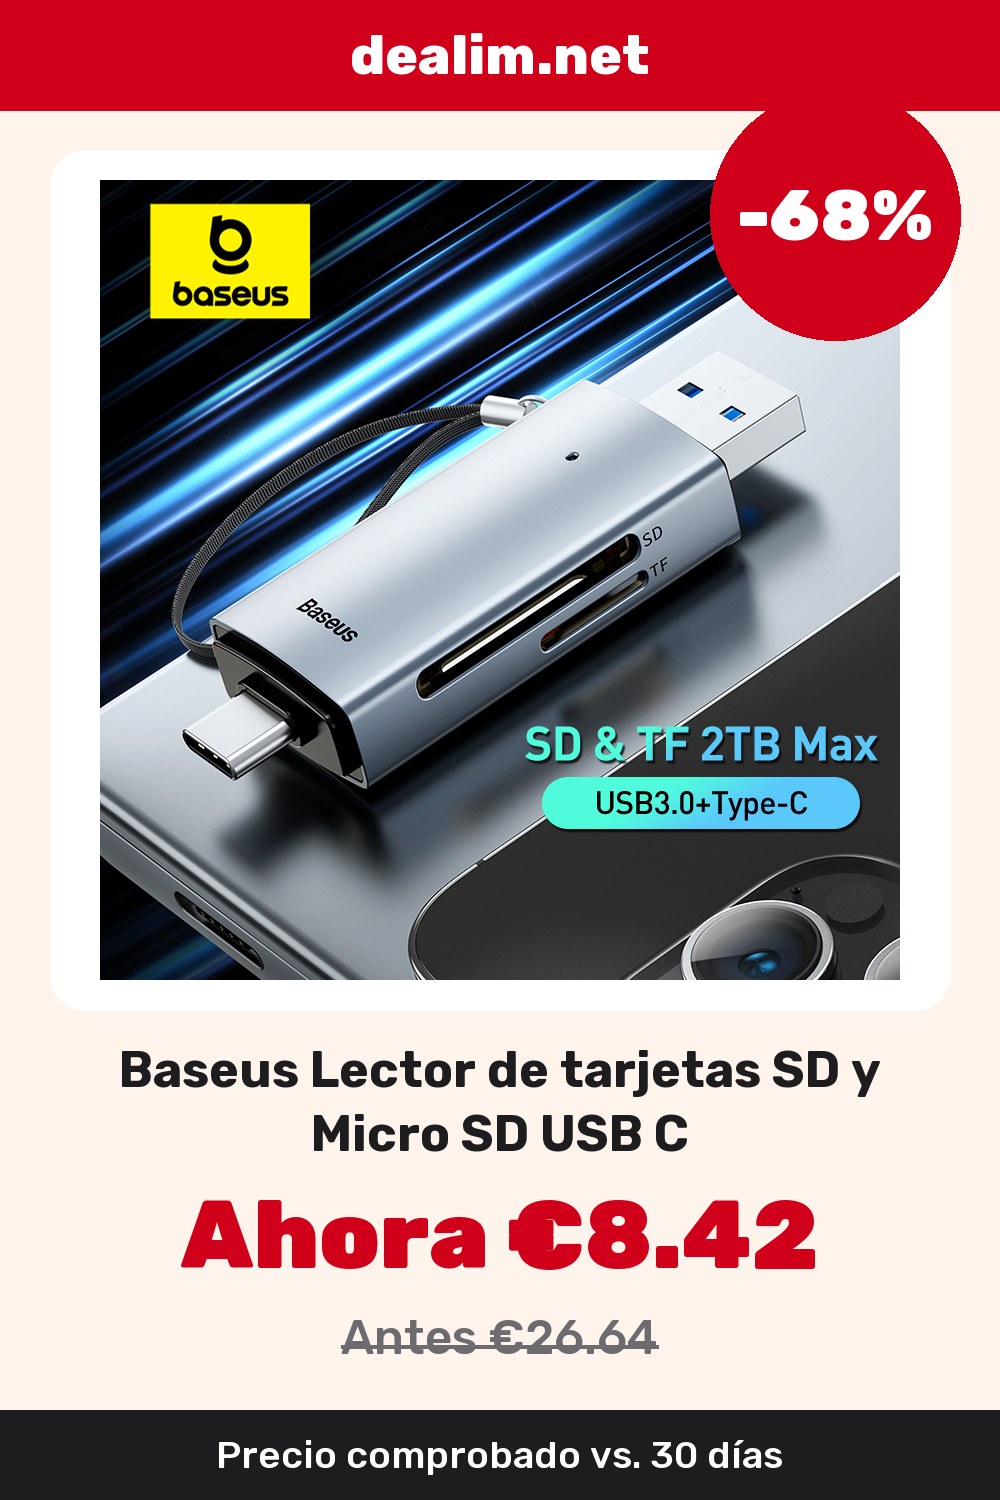 dealim.net
-68%
baseus
SD
TF
Baseus
SD & TF 2TB Max
USB3.0+Type-C
Baseus Lector de tarjetas SD y
Micro SD USB C
Ahora €8.42
Antes €26.64
Precio comprobado vs. 30 días